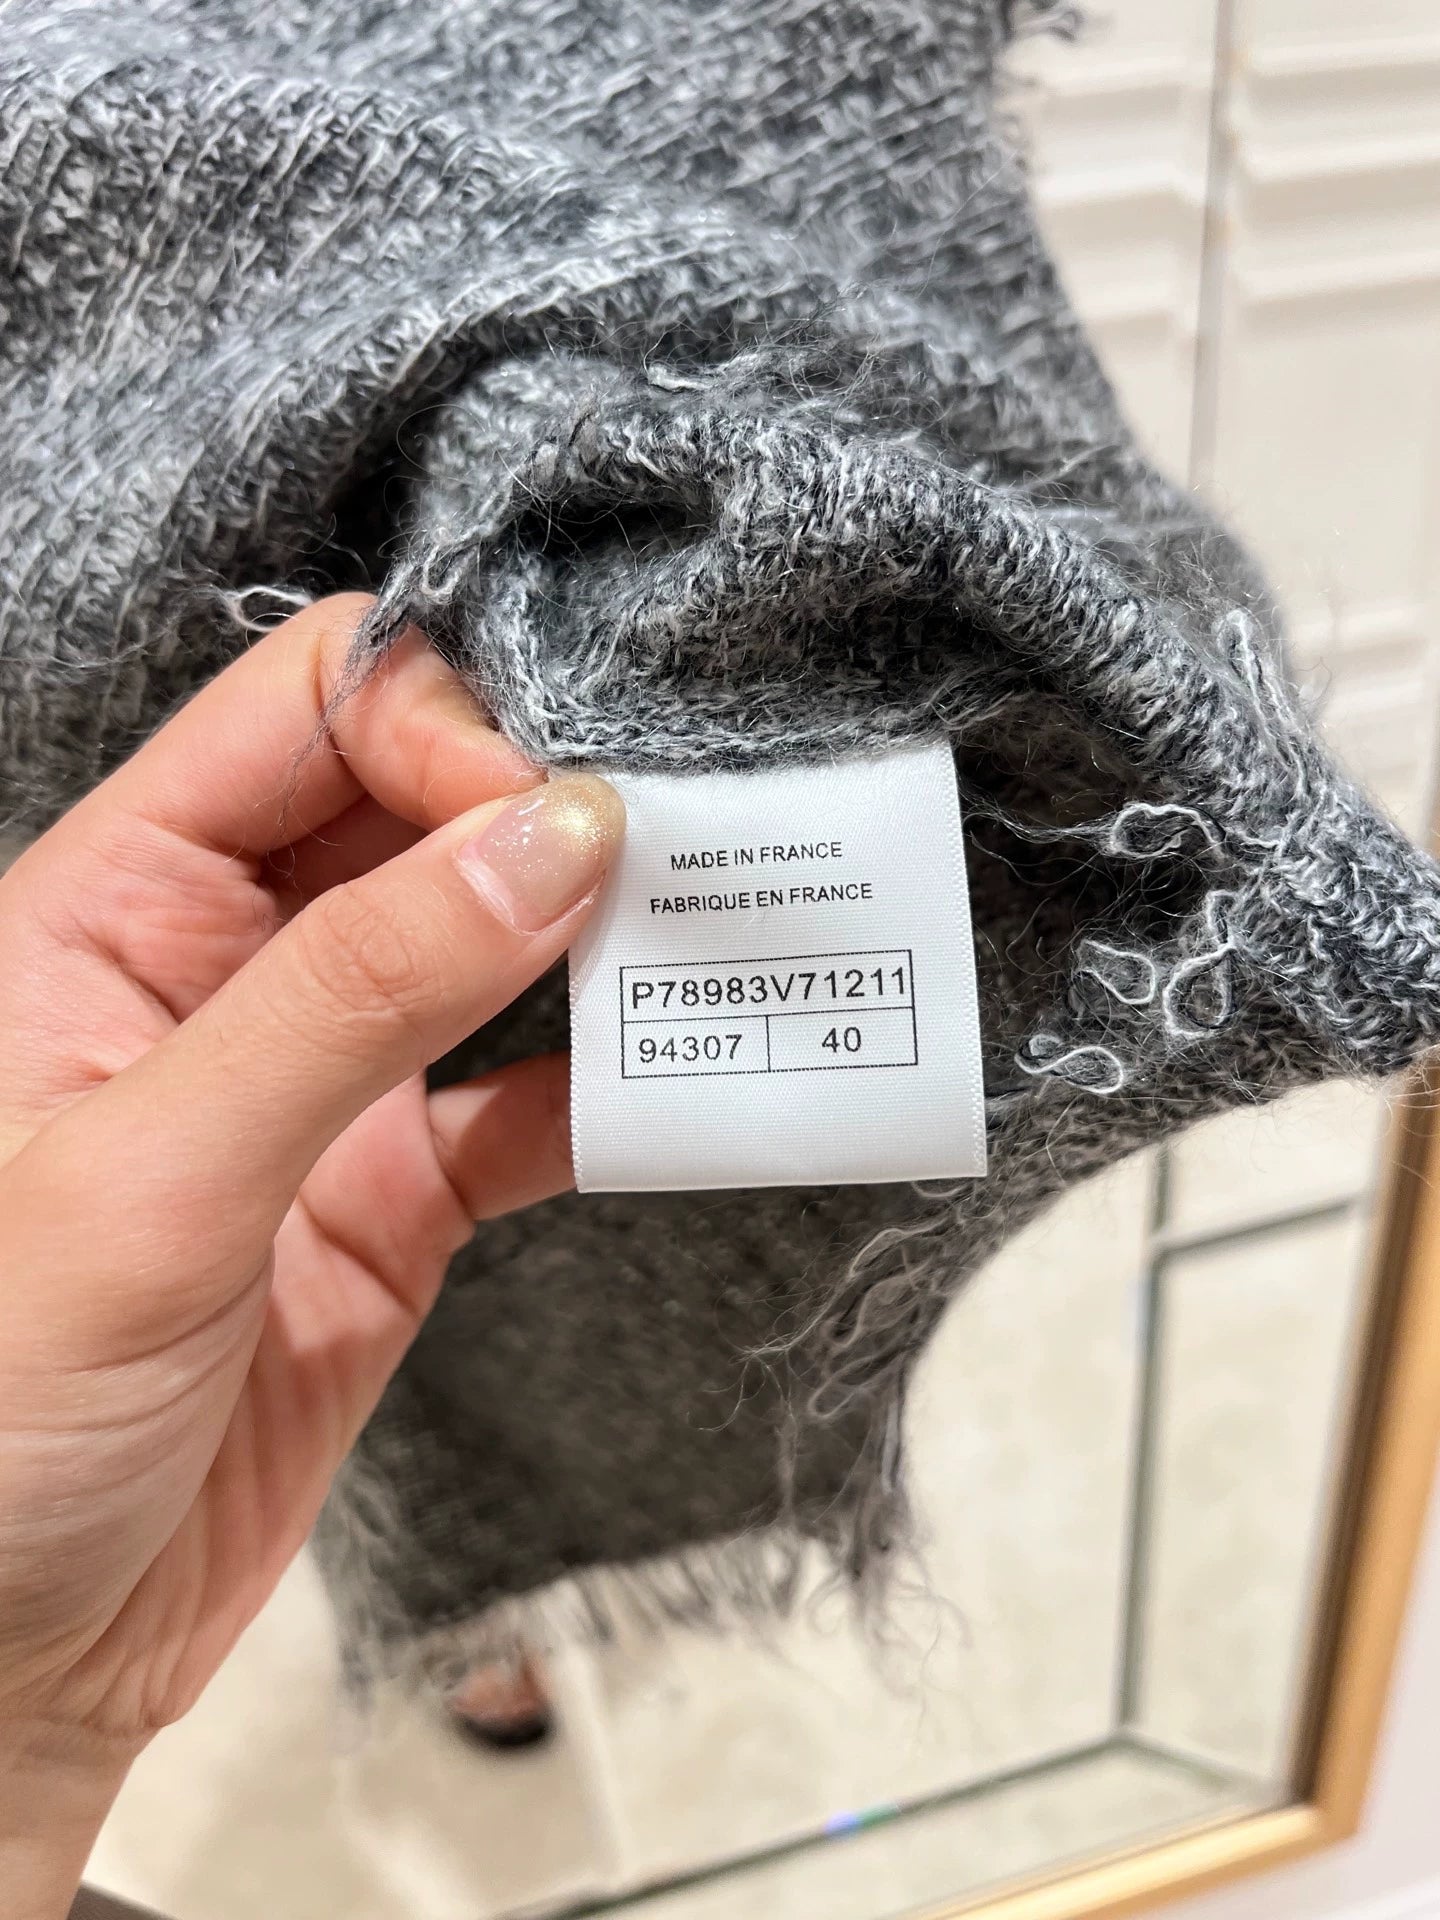 MADE IN FRANCE
FABRIQUE EN FRANCE
P78983V71211
94307 40